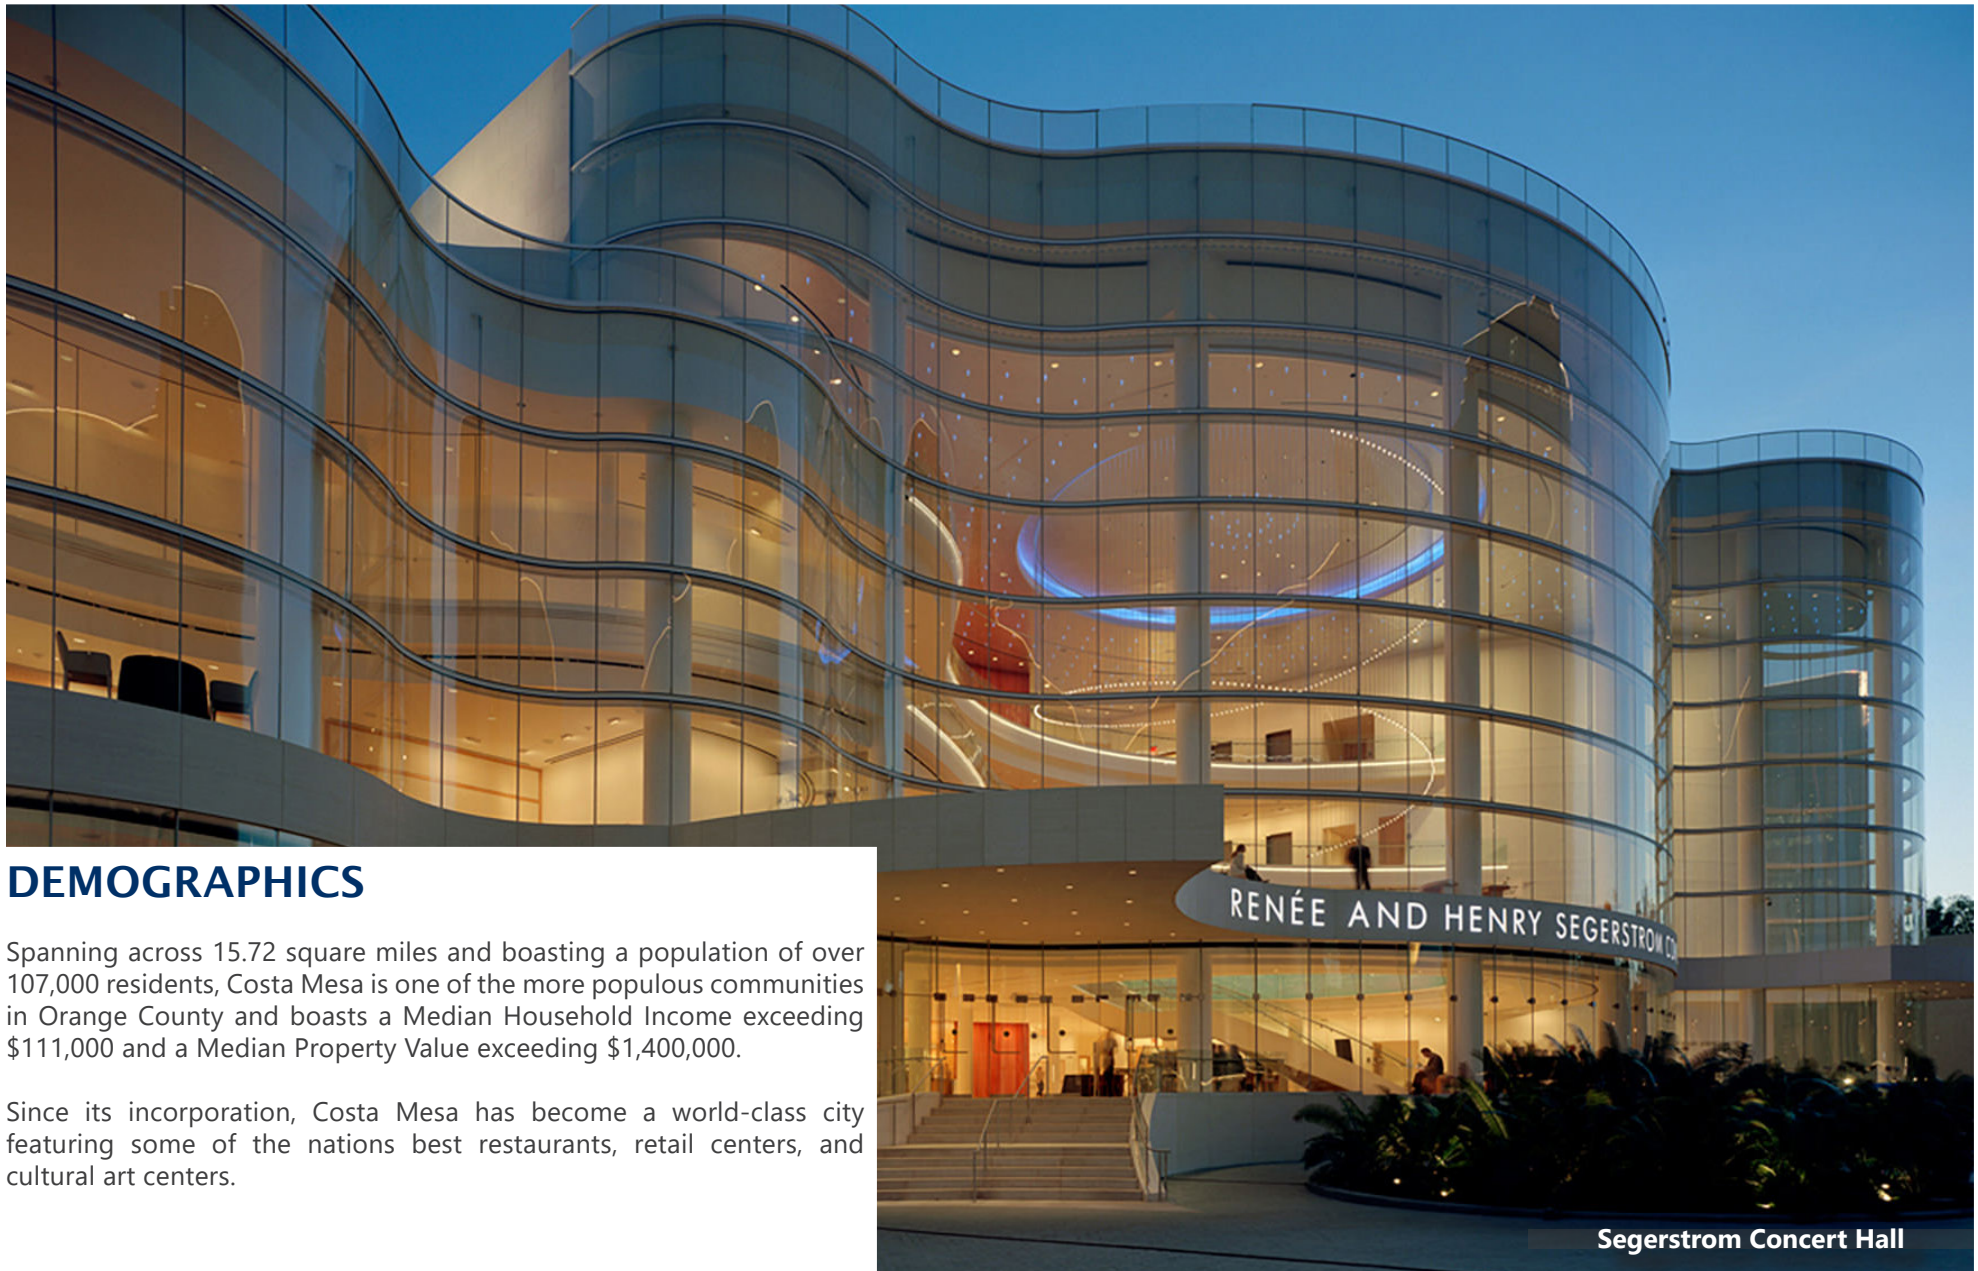 RENÉE AND HENRY SEGERSTROM CO
DEMOGRAPHICS
Spanning across 15.72 square miles and boasting a population of over
107,000 residents, Costa Mesa is one of the more populous communities
in Orange County and boasts a Median Household Income exceeding
$111,000 and a Median Property Value exceeding $1,400,000.
Since its incorporation, Costa Mesa has become a world-class city
featuring some of the nations best restaurants, retail centers, and
cultural art centers.
Segerstrom Concert Hall